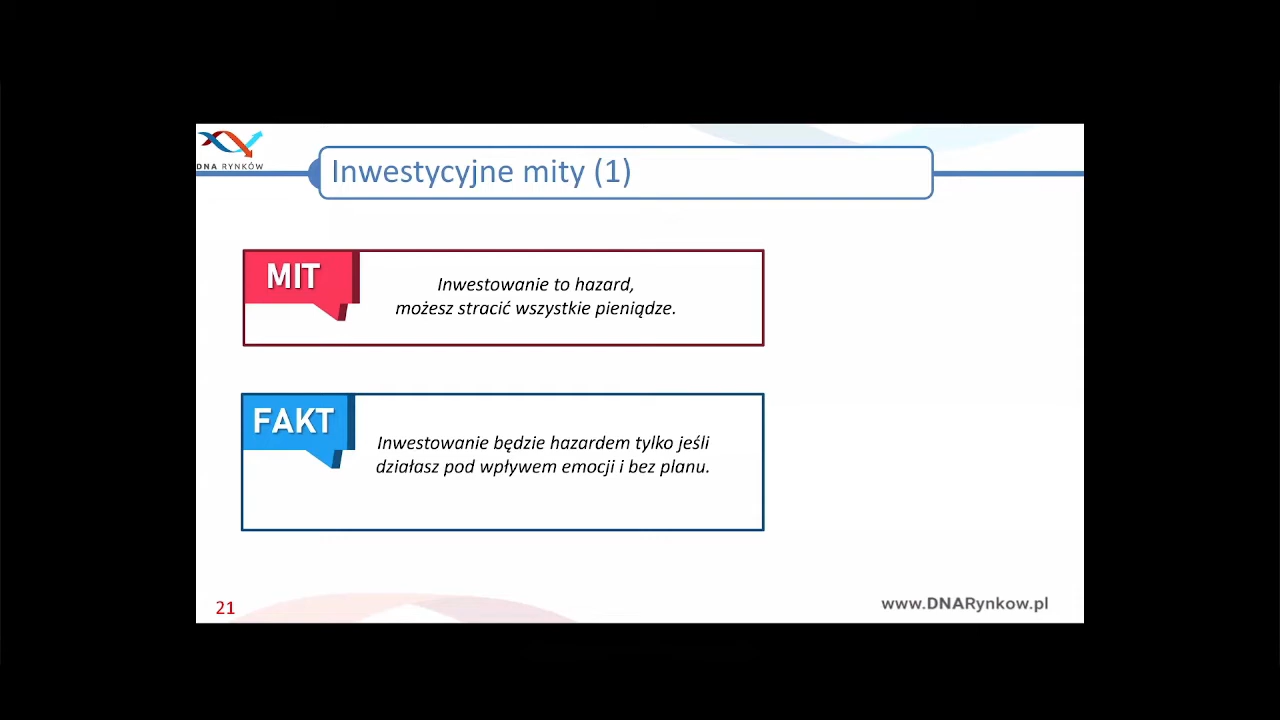 DNA RYNKÓW
Inwestycyjne mity (1)
MIT
Inwestowanie to hazard,
możesz stracić wszystkie pieniądze.
FAKT
Inwestowanie będzie hazardem tylko jeśli
działasz pod wpływem emocji i bez planu.
21
www.DNARynkow.pl